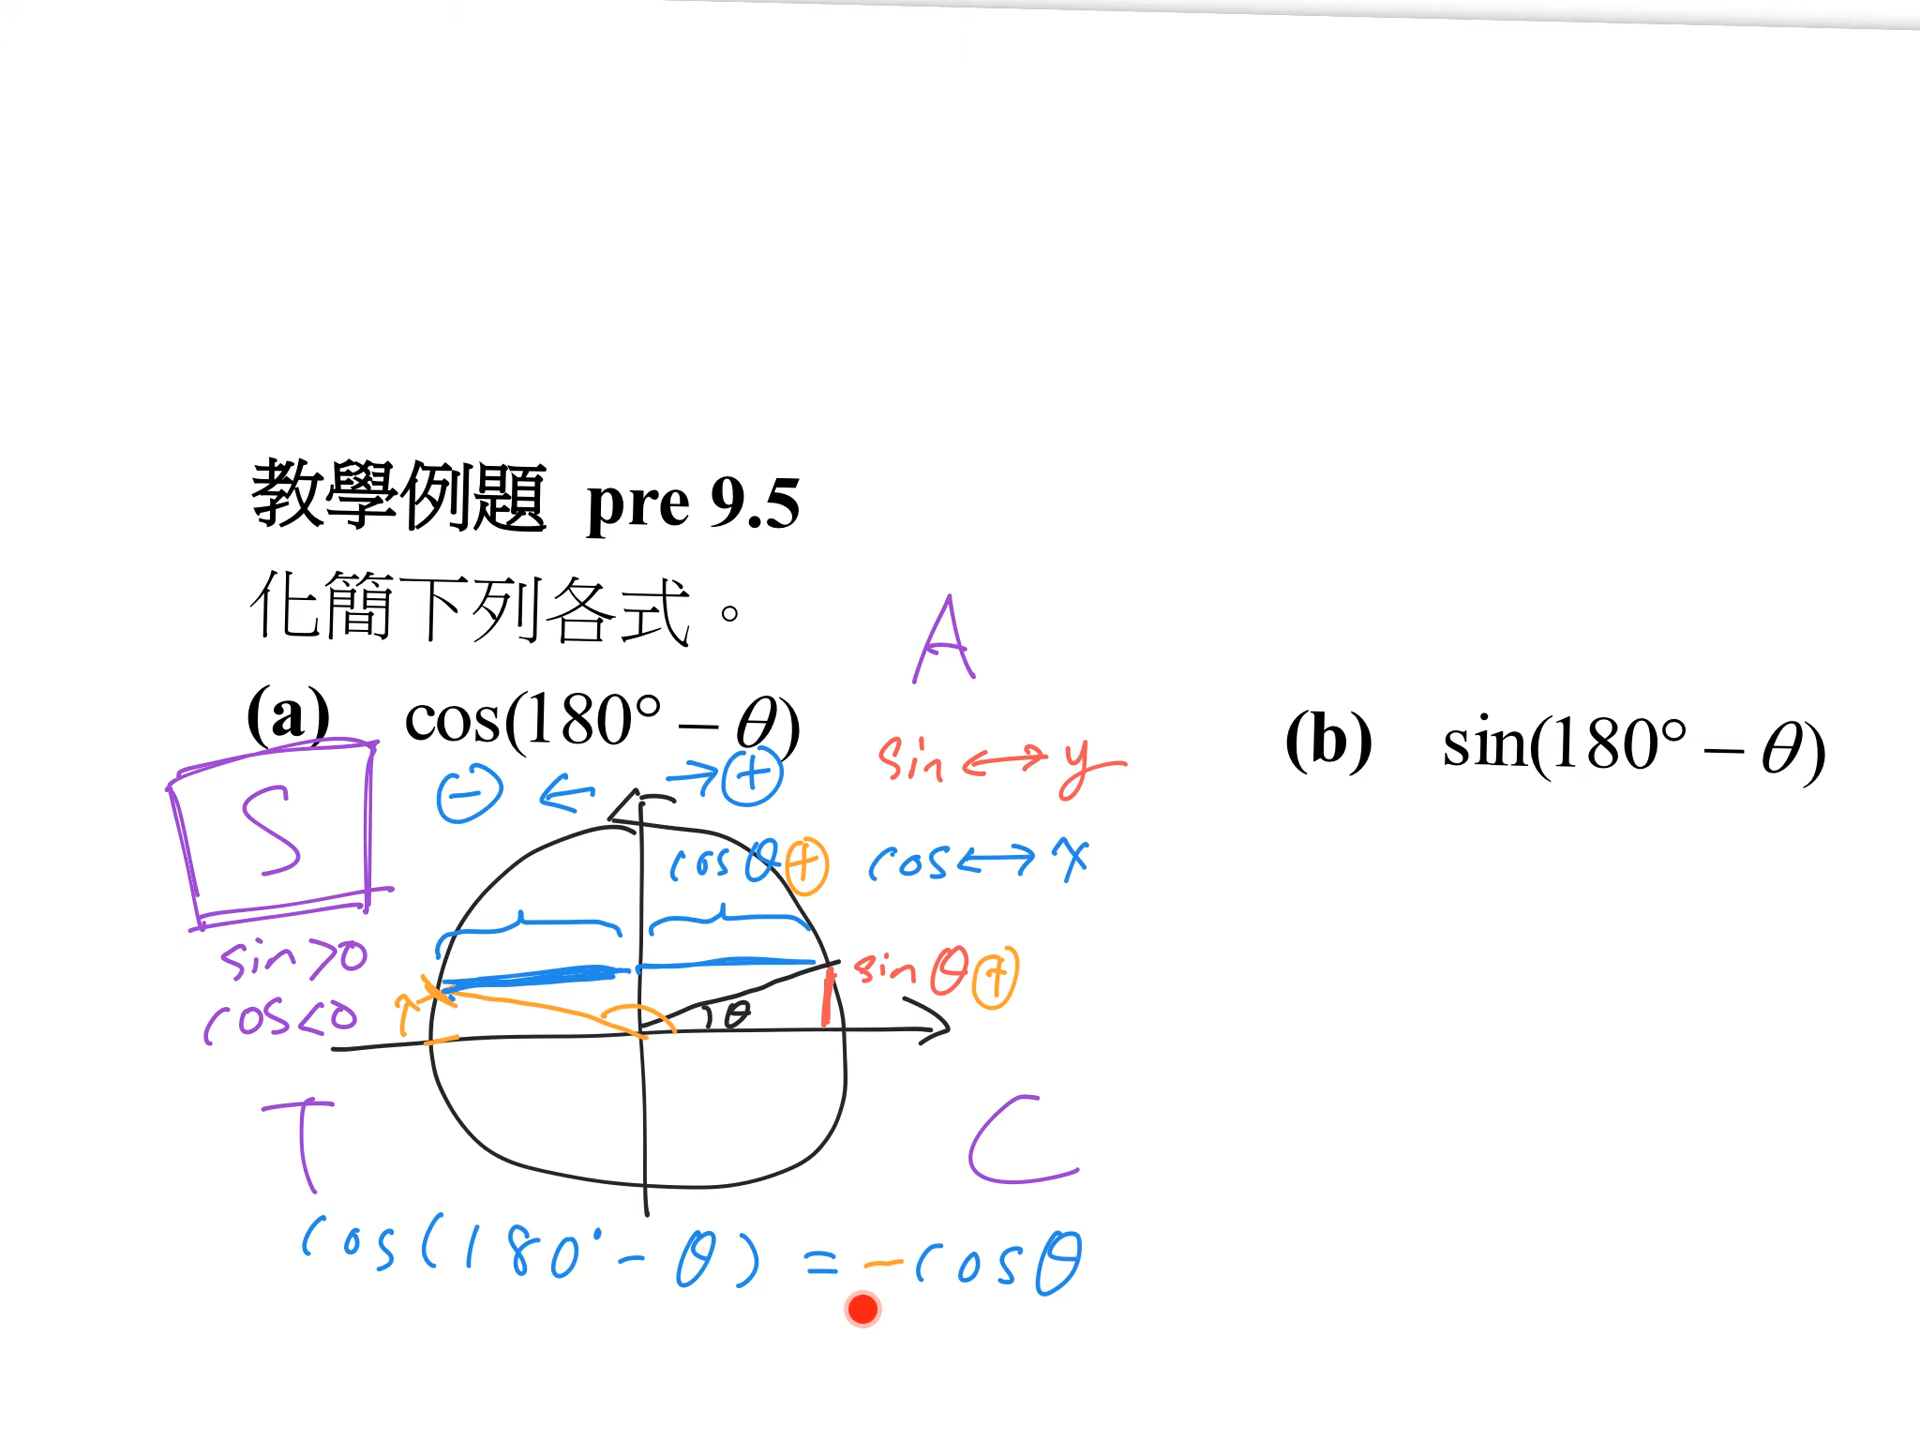 教學例題 pre 9.5
化簡下列各式。
(a) cos(180° − θ)
(b) sin(180° − θ)
A
S
sin ↔ y
⊖ ← → ⊕
cos θ ⊕
cos ↔ x
sin > 0
cos < 0
sin θ ⊕
θ
T
C
cos(180° − θ) = −cos θ